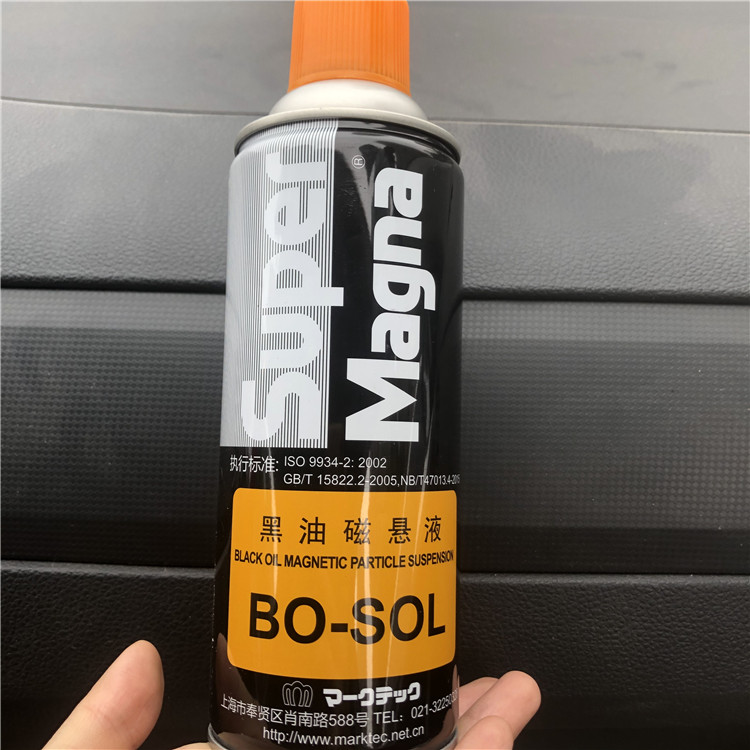 Super
Magna®
执行标准: ISO 9934-2: 2002
GB/T 15822.2-2005,NB/T47013.4-2015
黑油磁悬液
BLACK OIL MAGNETIC PARTICLE SUSPENSION
BO-SOL
マークテック
上海市奉贤区肖南路588号 TEL:
http://www.marktec.net.cn